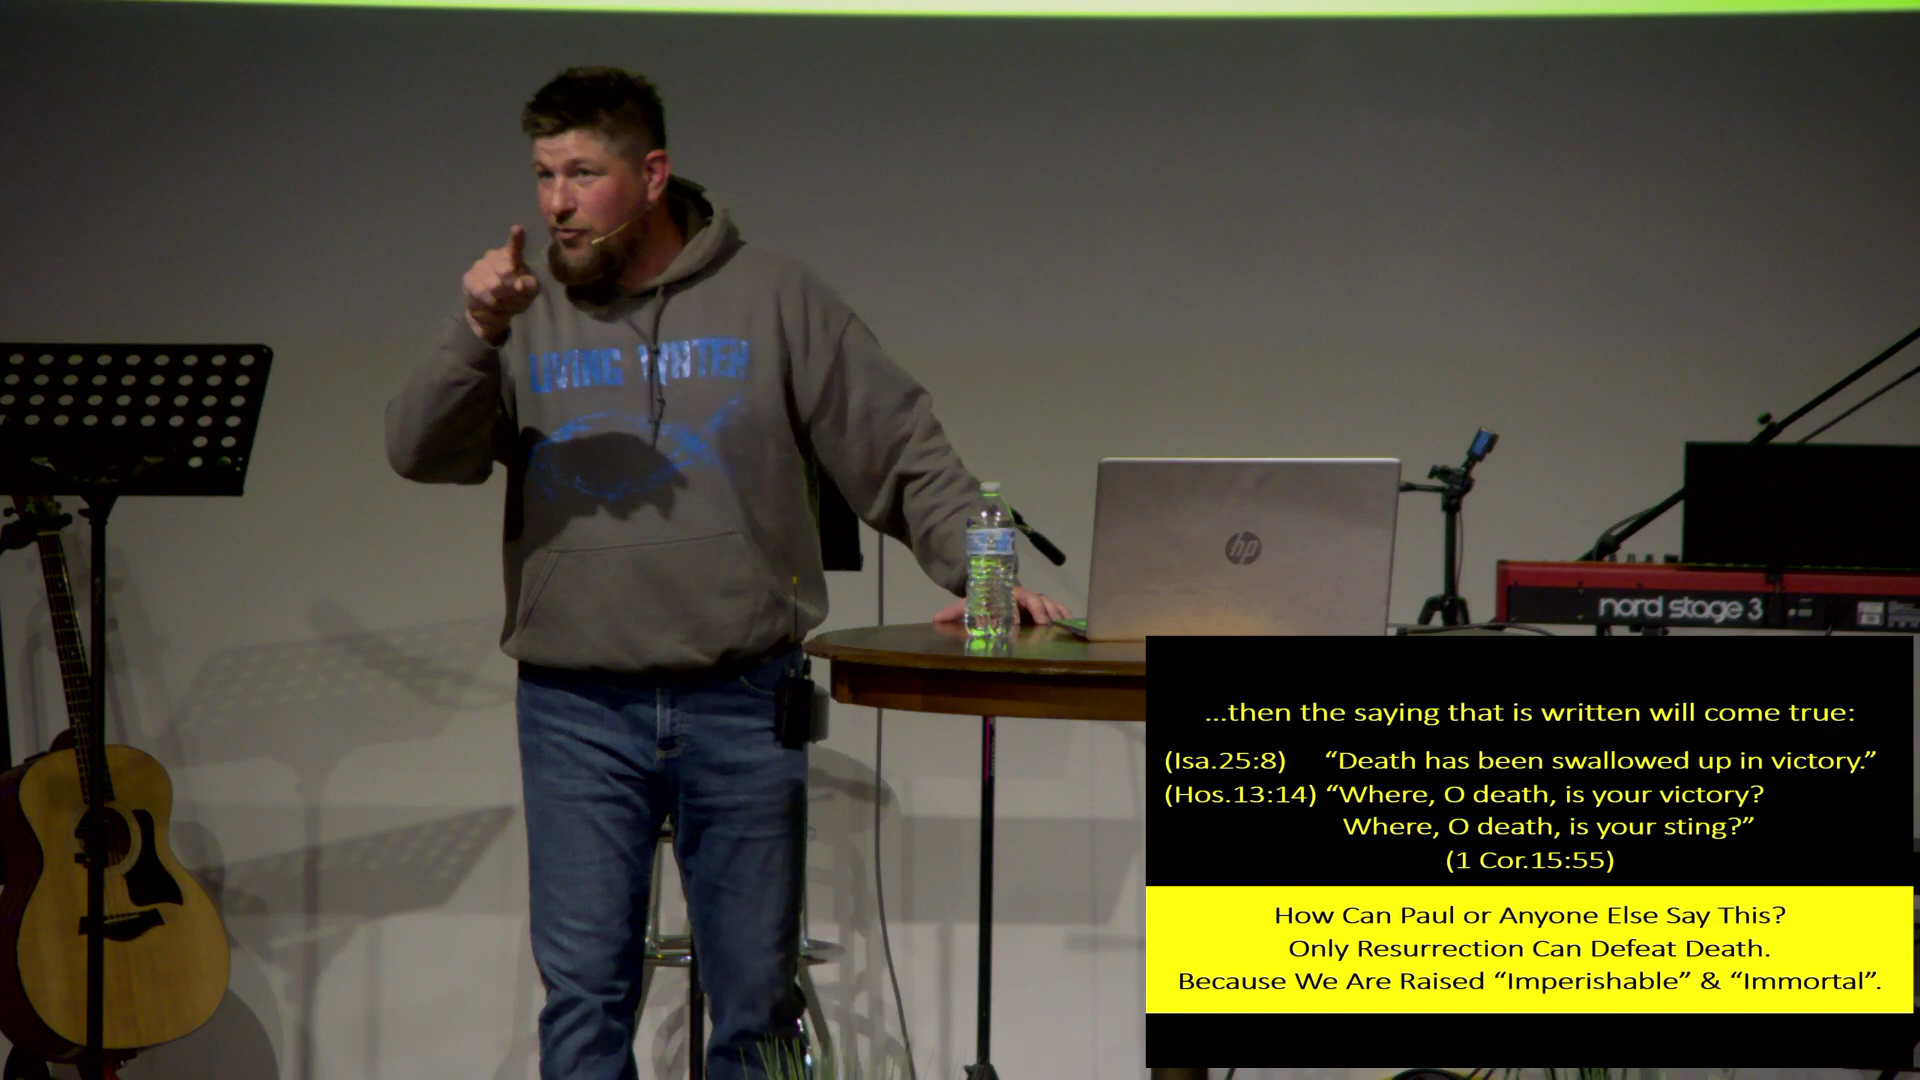 LIVING WATER
hp
nord stage 3
...then the saying that is written will come true:
(Isa.25:8) “Death has been swallowed up in victory.”
(Hos.13:14) “Where, O death, is your victory?
Where, O death, is your sting?”
(1 Cor.15:55)
How Can Paul or Anyone Else Say This?
Only Resurrection Can Defeat Death.
Because We Are Raised “Imperishable” & “Immortal”.